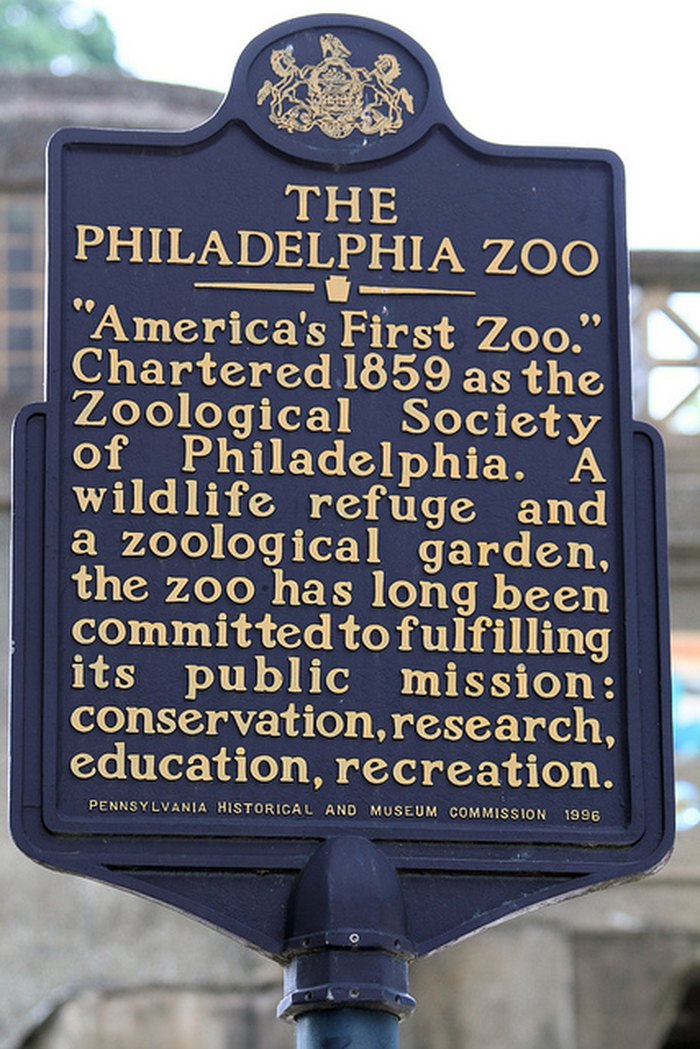 THE
PHILADELPHIA ZOO
"America's First Zoo."
Chartered 1859 as the
Zoological Society
of Philadelphia. A
wildlife refuge and
a zoological garden,
the zoo has long been
committed to fulfilling
its public mission:
conservation, research,
education, recreation.
PENNSYLVANIA HISTORICAL AND MUSEUM COMMISSION 1996